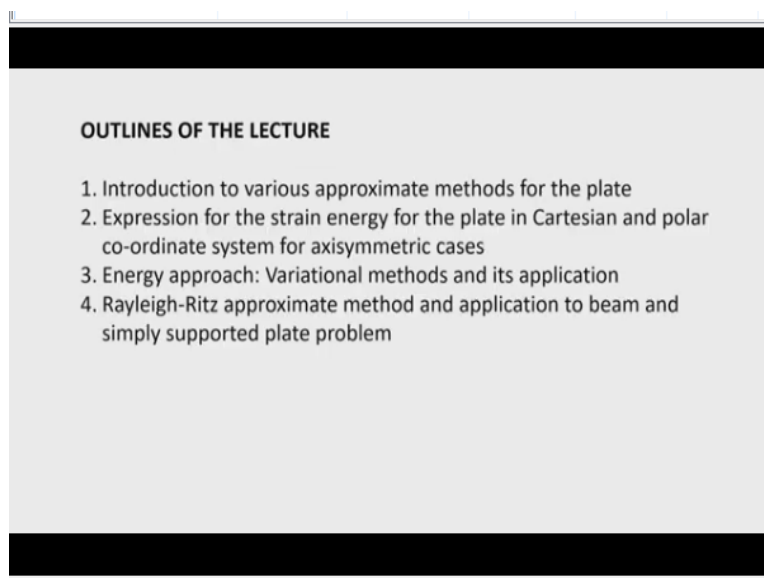 OUTLINES OF THE LECTURE
1. Introduction to various approximate methods for the plate
2. Expression for the strain energy for the plate in Cartesian and polar
co-ordinate system for axisymmetric cases
3. Energy approach: Variational methods and its application
4. Rayleigh-Ritz approximate method and application to beam and
simply supported plate problem